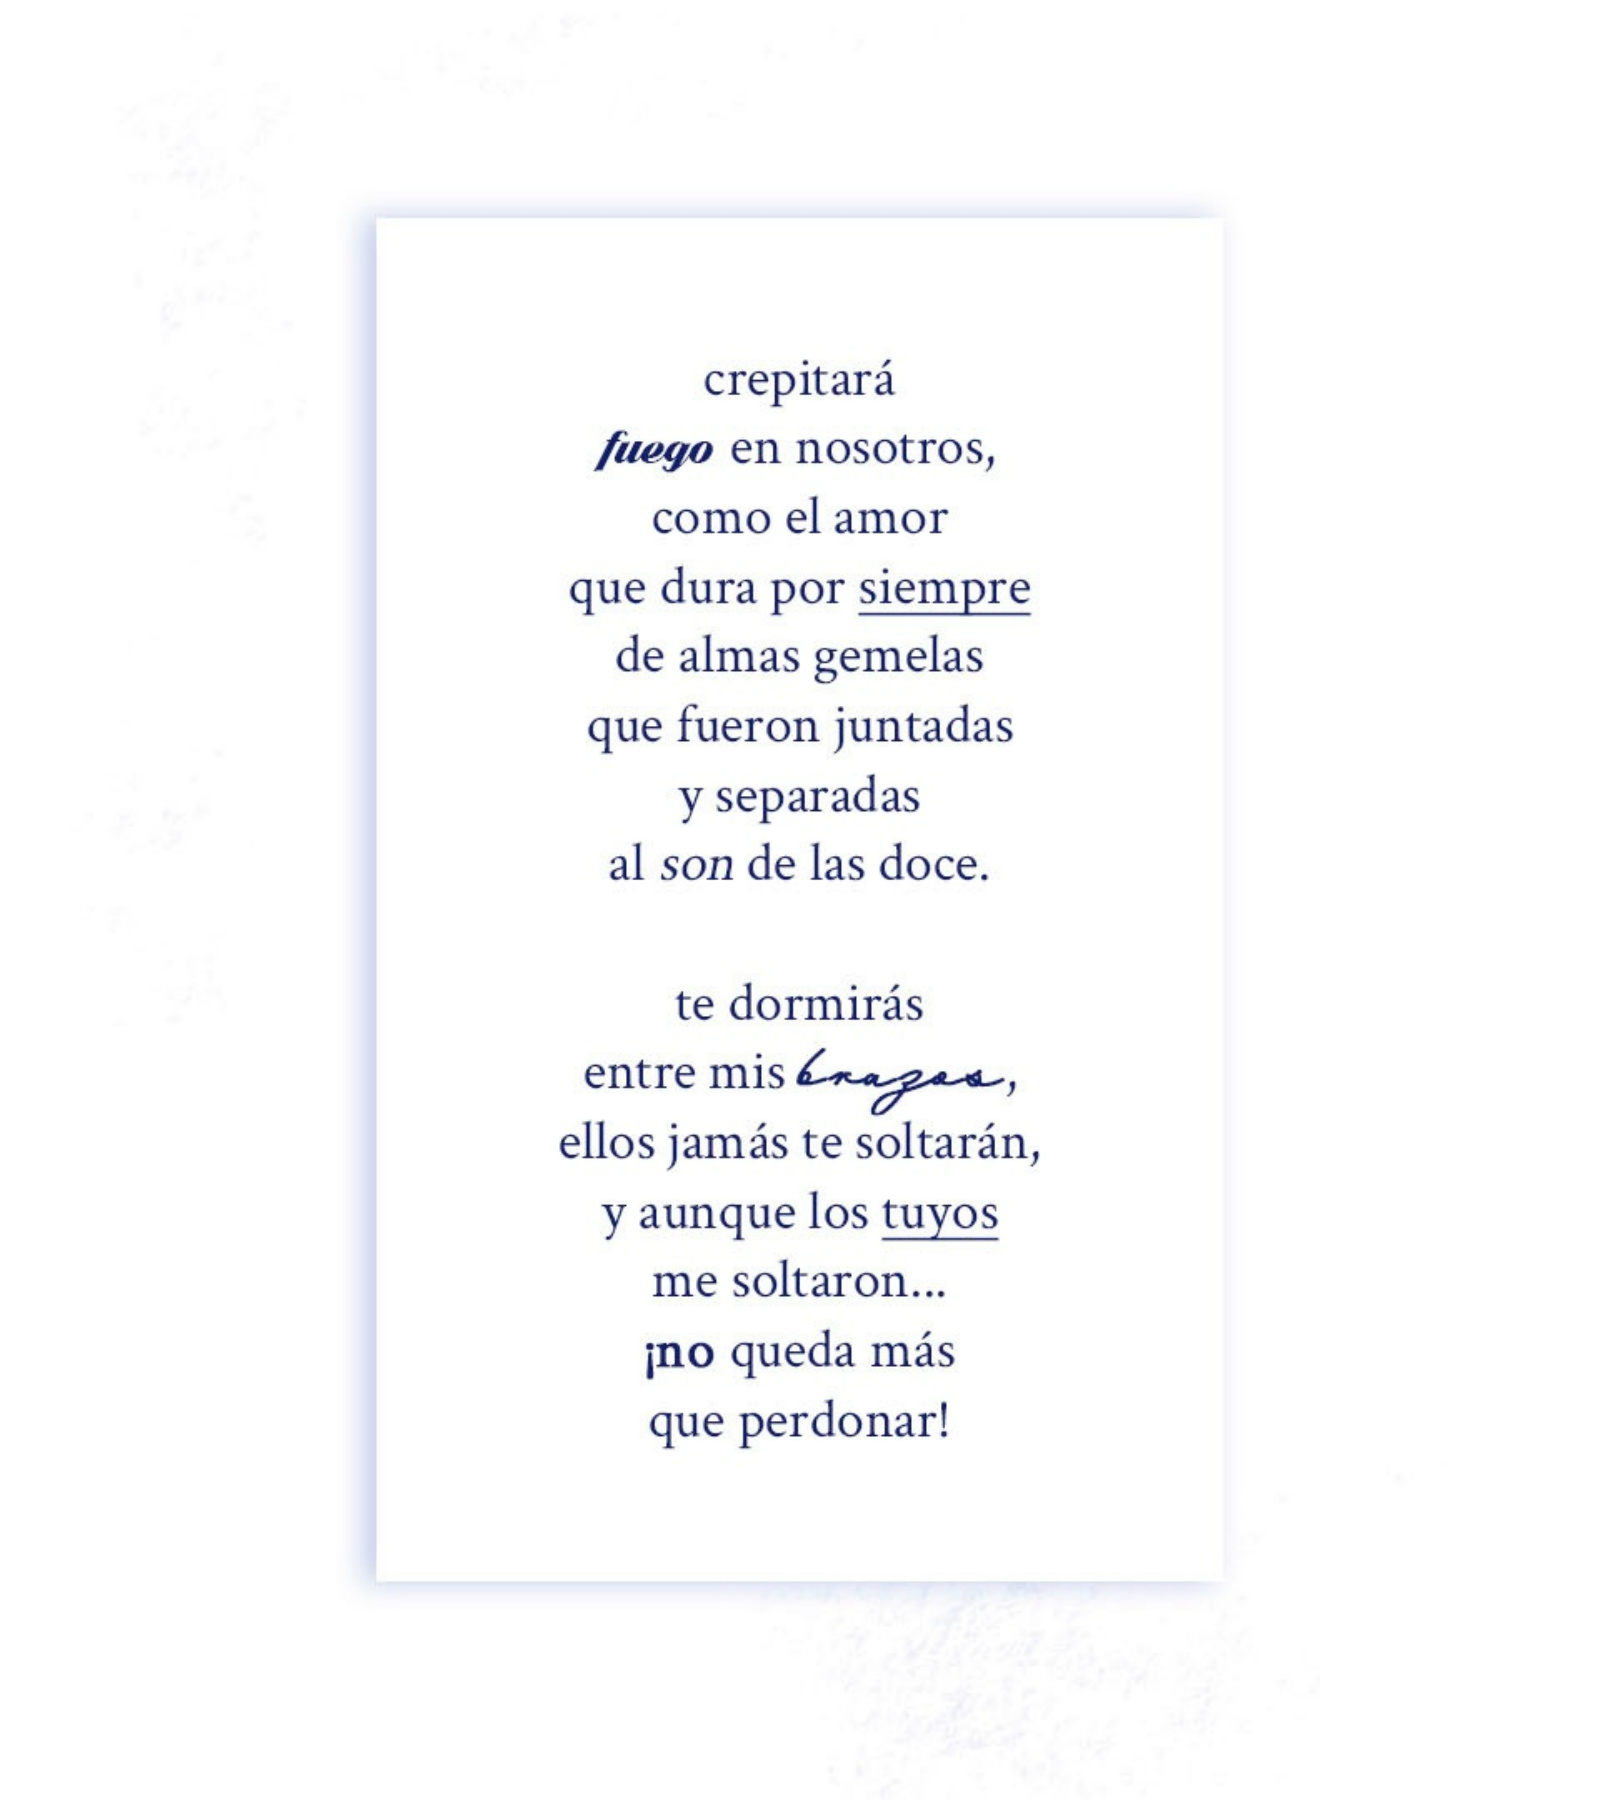 crepitará
fuego en nosotros,
como el amor
que dura por siempre
de almas gemelas
que fueron juntadas
y separadas
al son de las doce.
te dormirás
entre mis brazos,
ellos jamás te soltarán,
y aunque los tuyos
me soltaron...
¡no queda más
que perdonar!